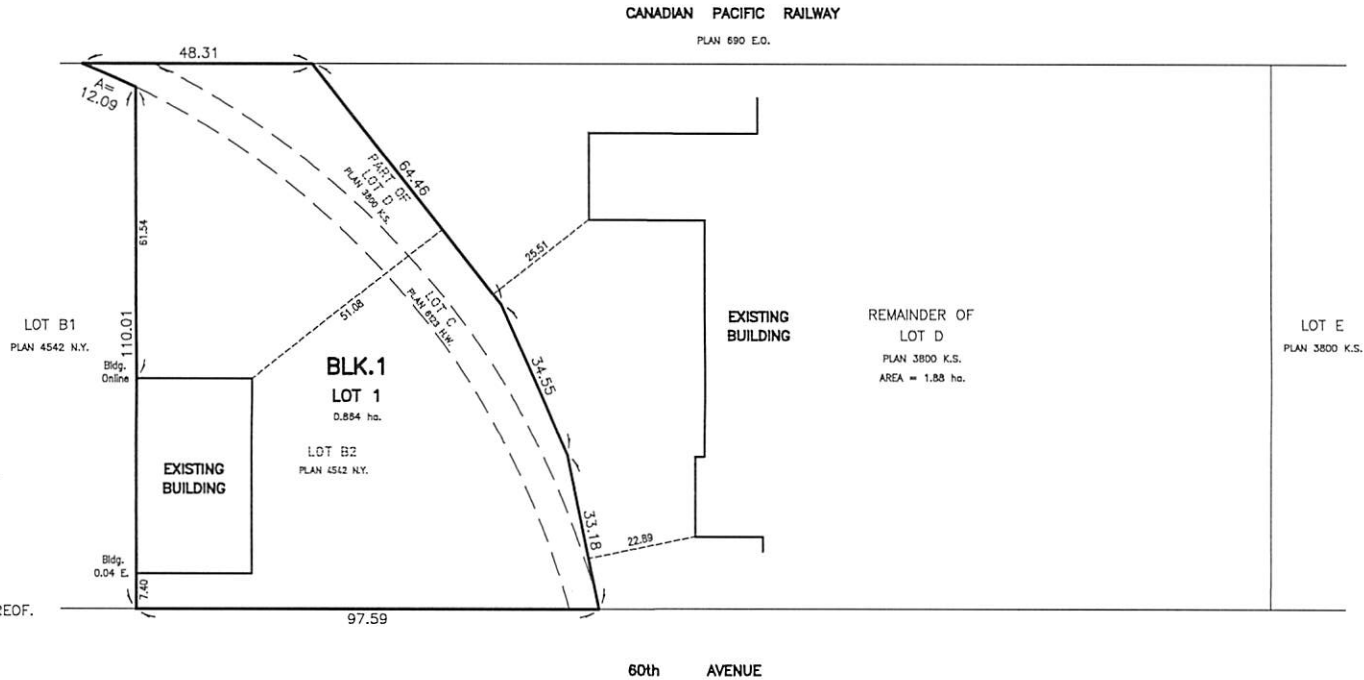 CANADIAN PACIFIC RAILWAY
PLAN 690 E.O.
48.31
A=
12.09
64.46
PART OF
LOT D
PLAN 3800 K.S.
61.54
25.51
51.08
LOT C
PLAN 6123 H.W.
LOT B1
PLAN 4542 N.Y.
110.01
Bldg.
Online
BLK.1
LOT 1
0.884 ha.
34.55
EXISTING
BUILDING
REMAINDER OF
LOT D
PLAN 3800 K.S.
AREA = 1.88 ha.
LOT E
PLAN 3800 K.S.
LOT B2
PLAN 4542 N.Y.
EXISTING
BUILDING
33.18
22.89
Bldg.
0.04 E.
7.40
REOF.
97.59
60th AVENUE